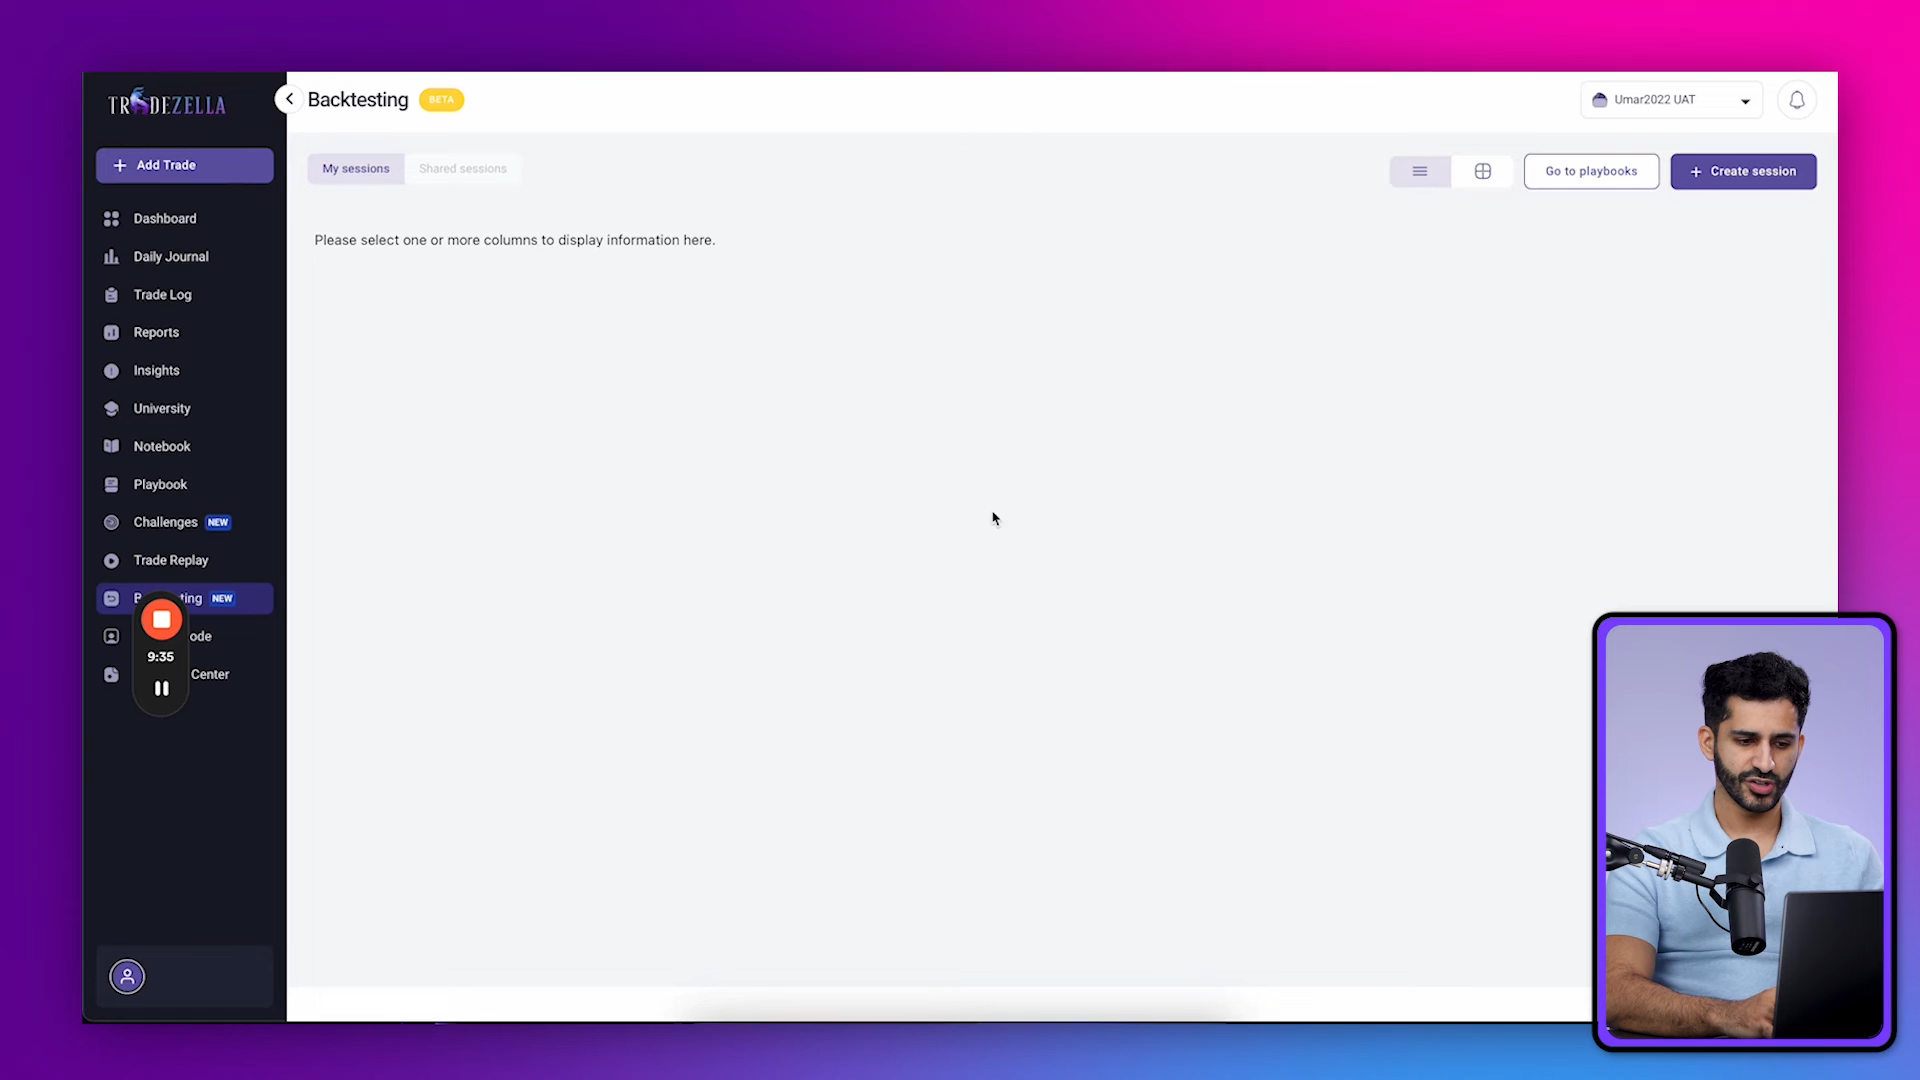 TRADEZELLA
Backtesting BETA
Umar2022 UAT
+ Add Trade
My sessions
Shared sessions
Go to playbooks
+ Create session
Please select one or more columns to display information here.
Dashboard
Daily Journal
Trade Log
Reports
Insights
University
Notebook
Playbook
Challenges NEW
Trade Replay
B ting NEW
ode
9:35
Center